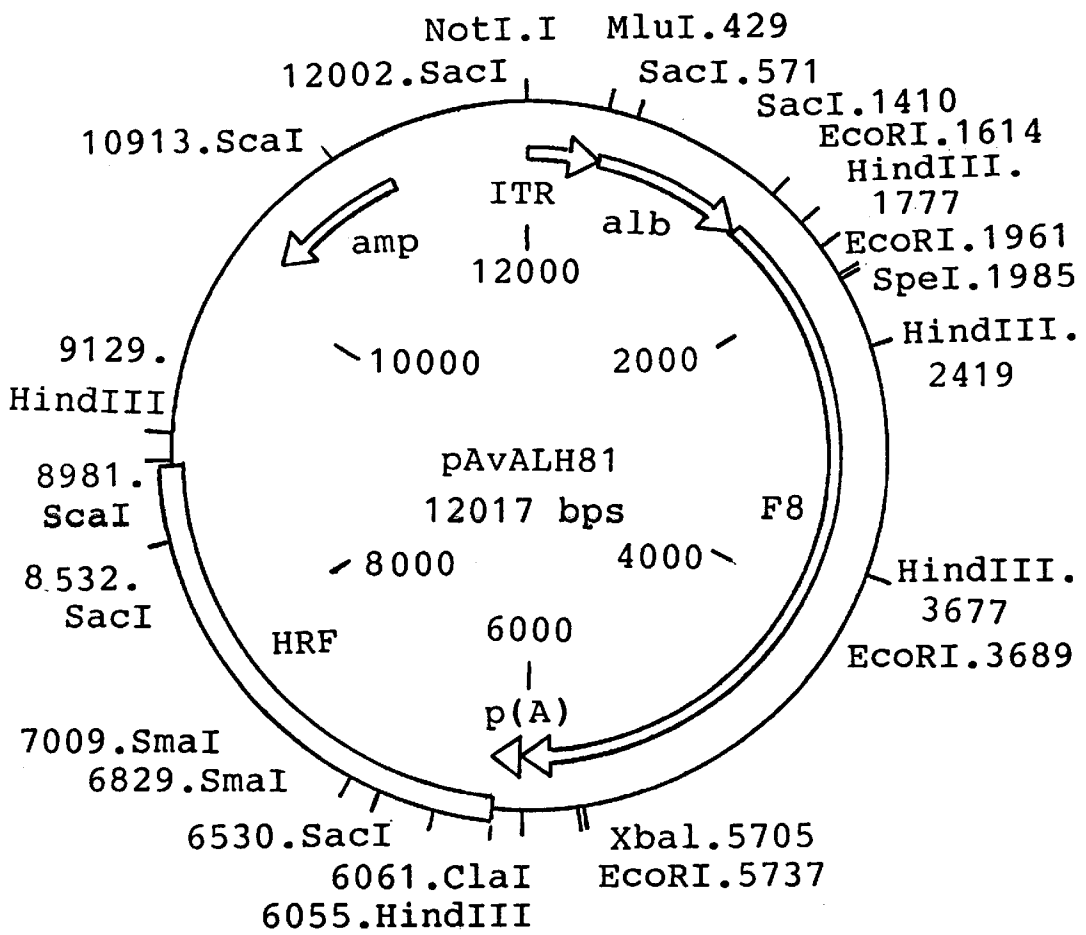 NotI.I
MluI.429
12002.SacI
SacI.571
SacI.1410
10913.ScaI
EcoRI.1614
HindIII.
1777
ITR
alb
amp
EcoRI.1961
12000
SpeI.1985
HindIII.
2419
9129.
HindIII
10000
2000
pAvALH81
12017 bps
8981.
ScaI
F8
8532.
SacI
8000
4000
HindIII.
3677
HRF
6000
EcoRI.3689
p(A)
7009.SmaI
6829.SmaI
6530.SacI
XbaI.5705
6061.ClaI
EcoRI.5737
6055.HindIII